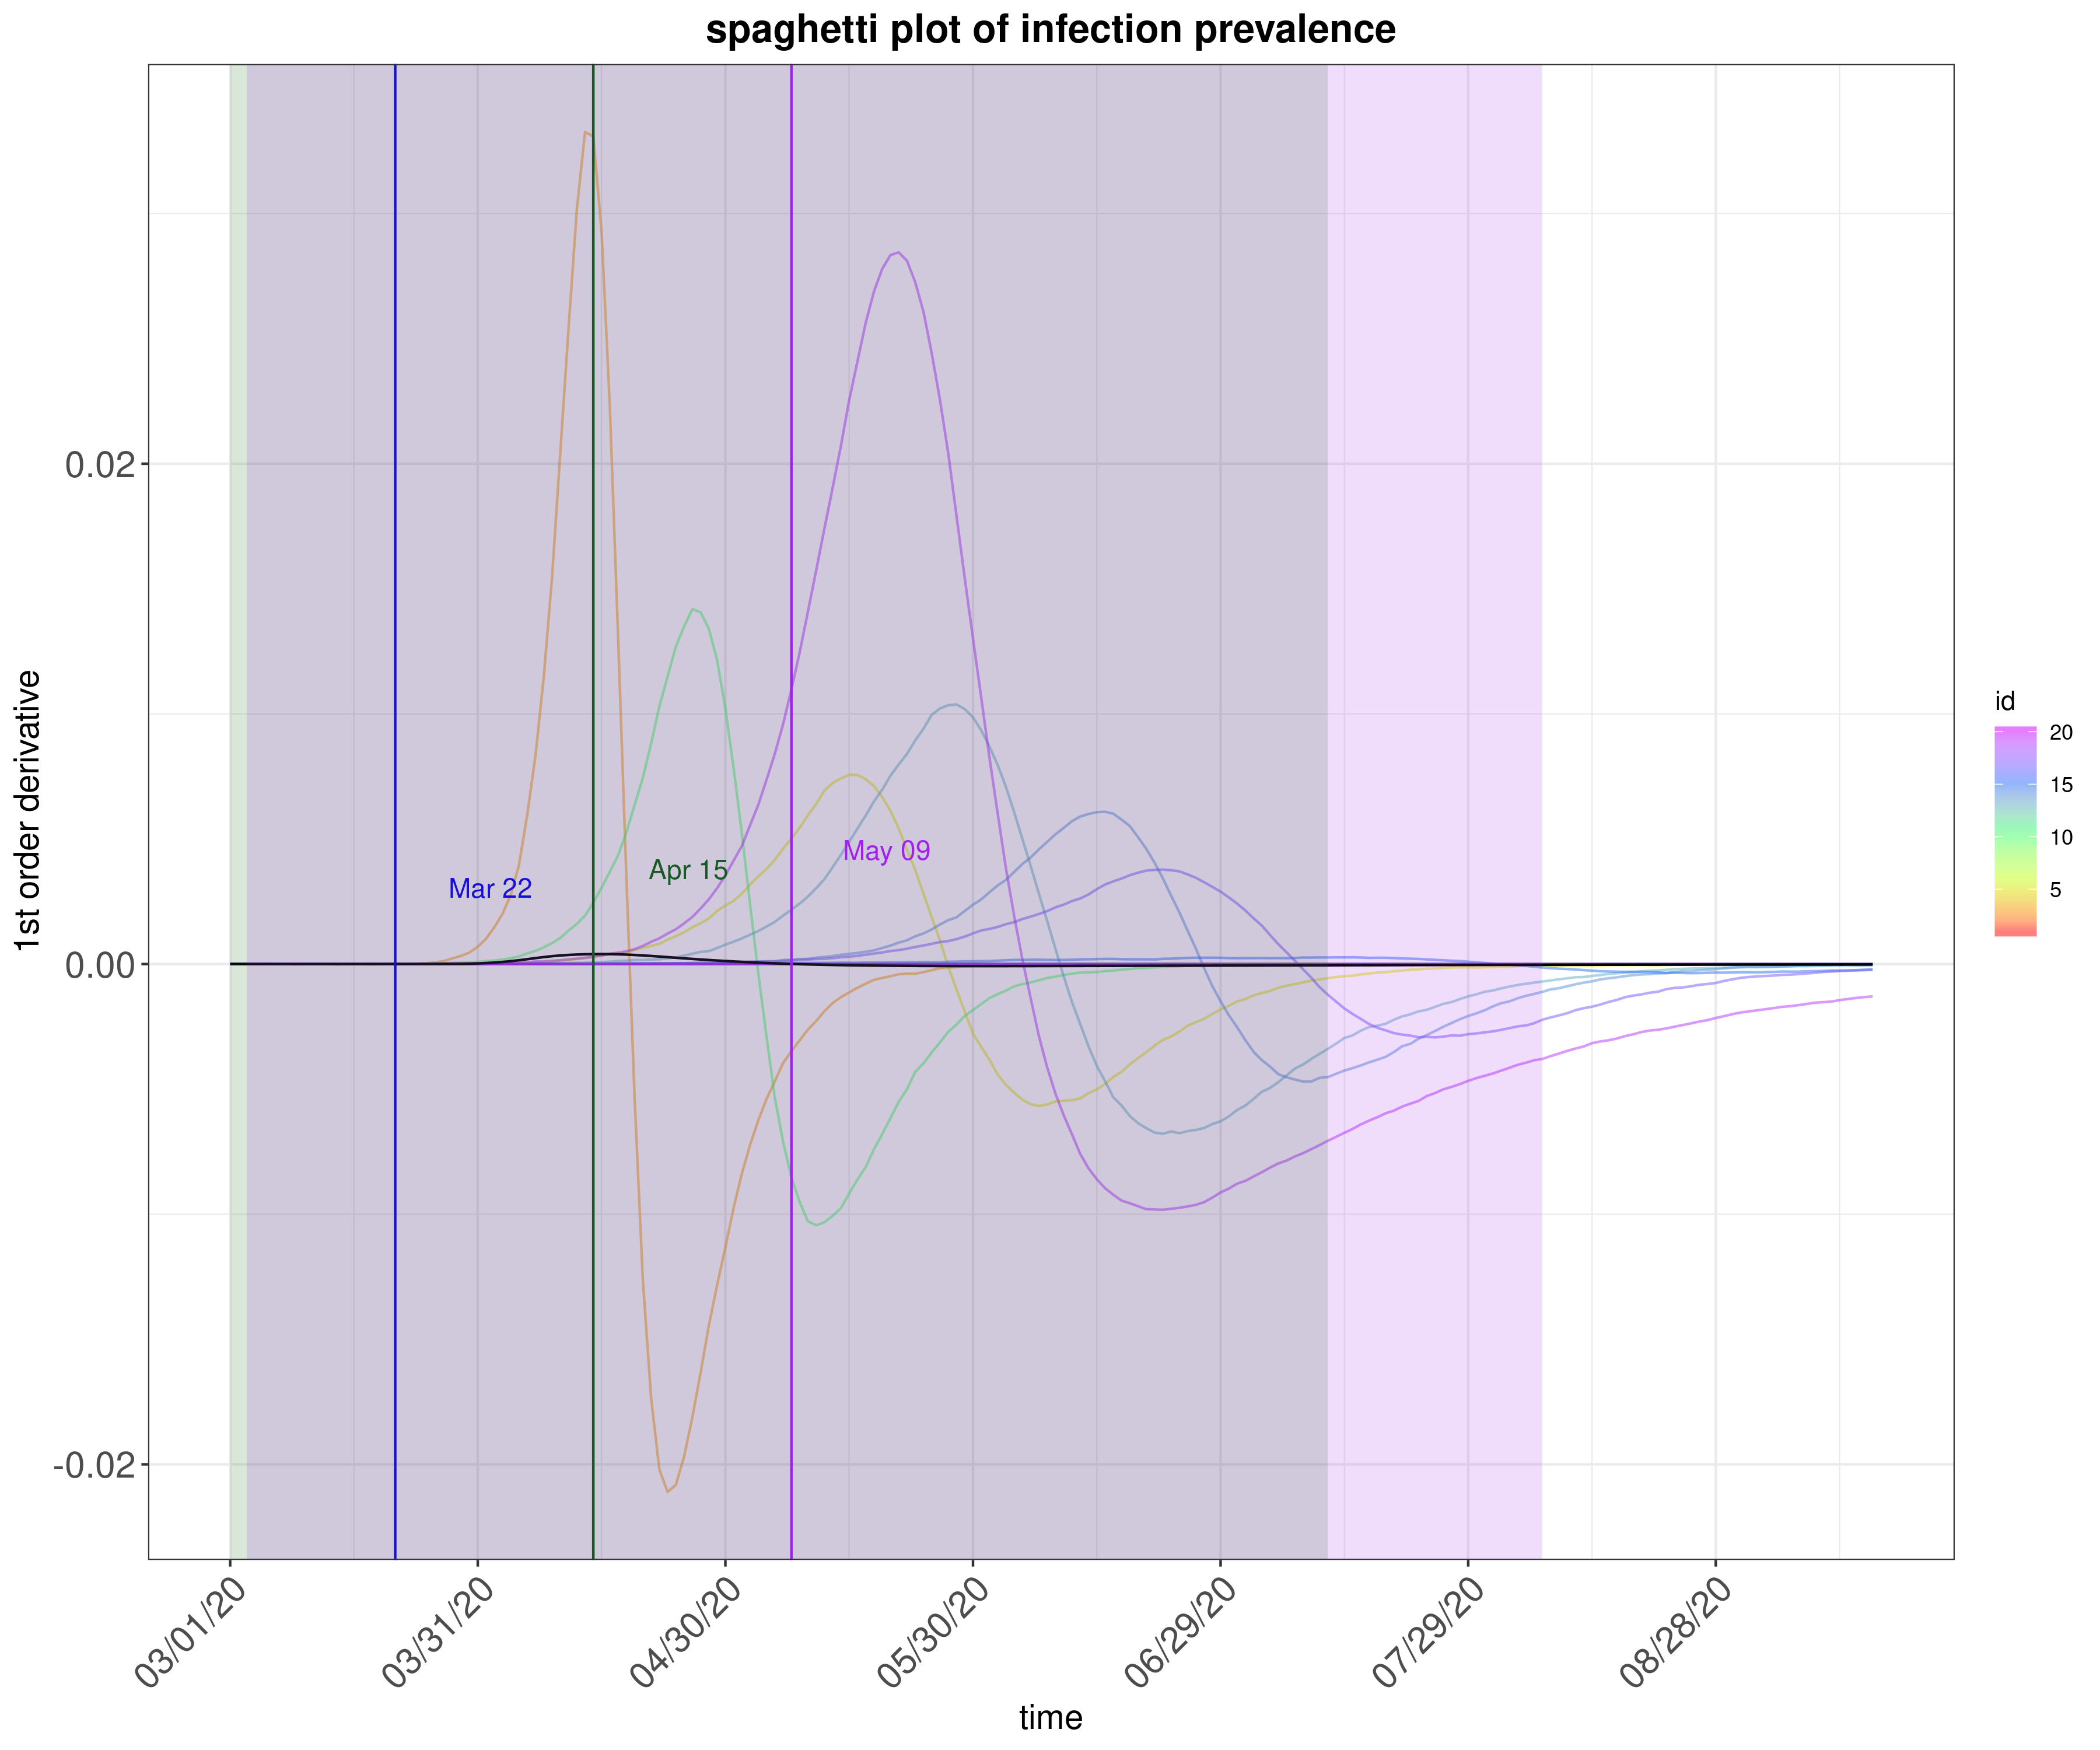 spaghetti plot of infection prevalence
1st order derivative
0.02
0.00
-0.02
Mar 22
Apr 15
May 09
id
20
15
10
5
03/01/20
03/31/20
04/30/20
05/30/20
06/29/20
07/29/20
08/28/20
time